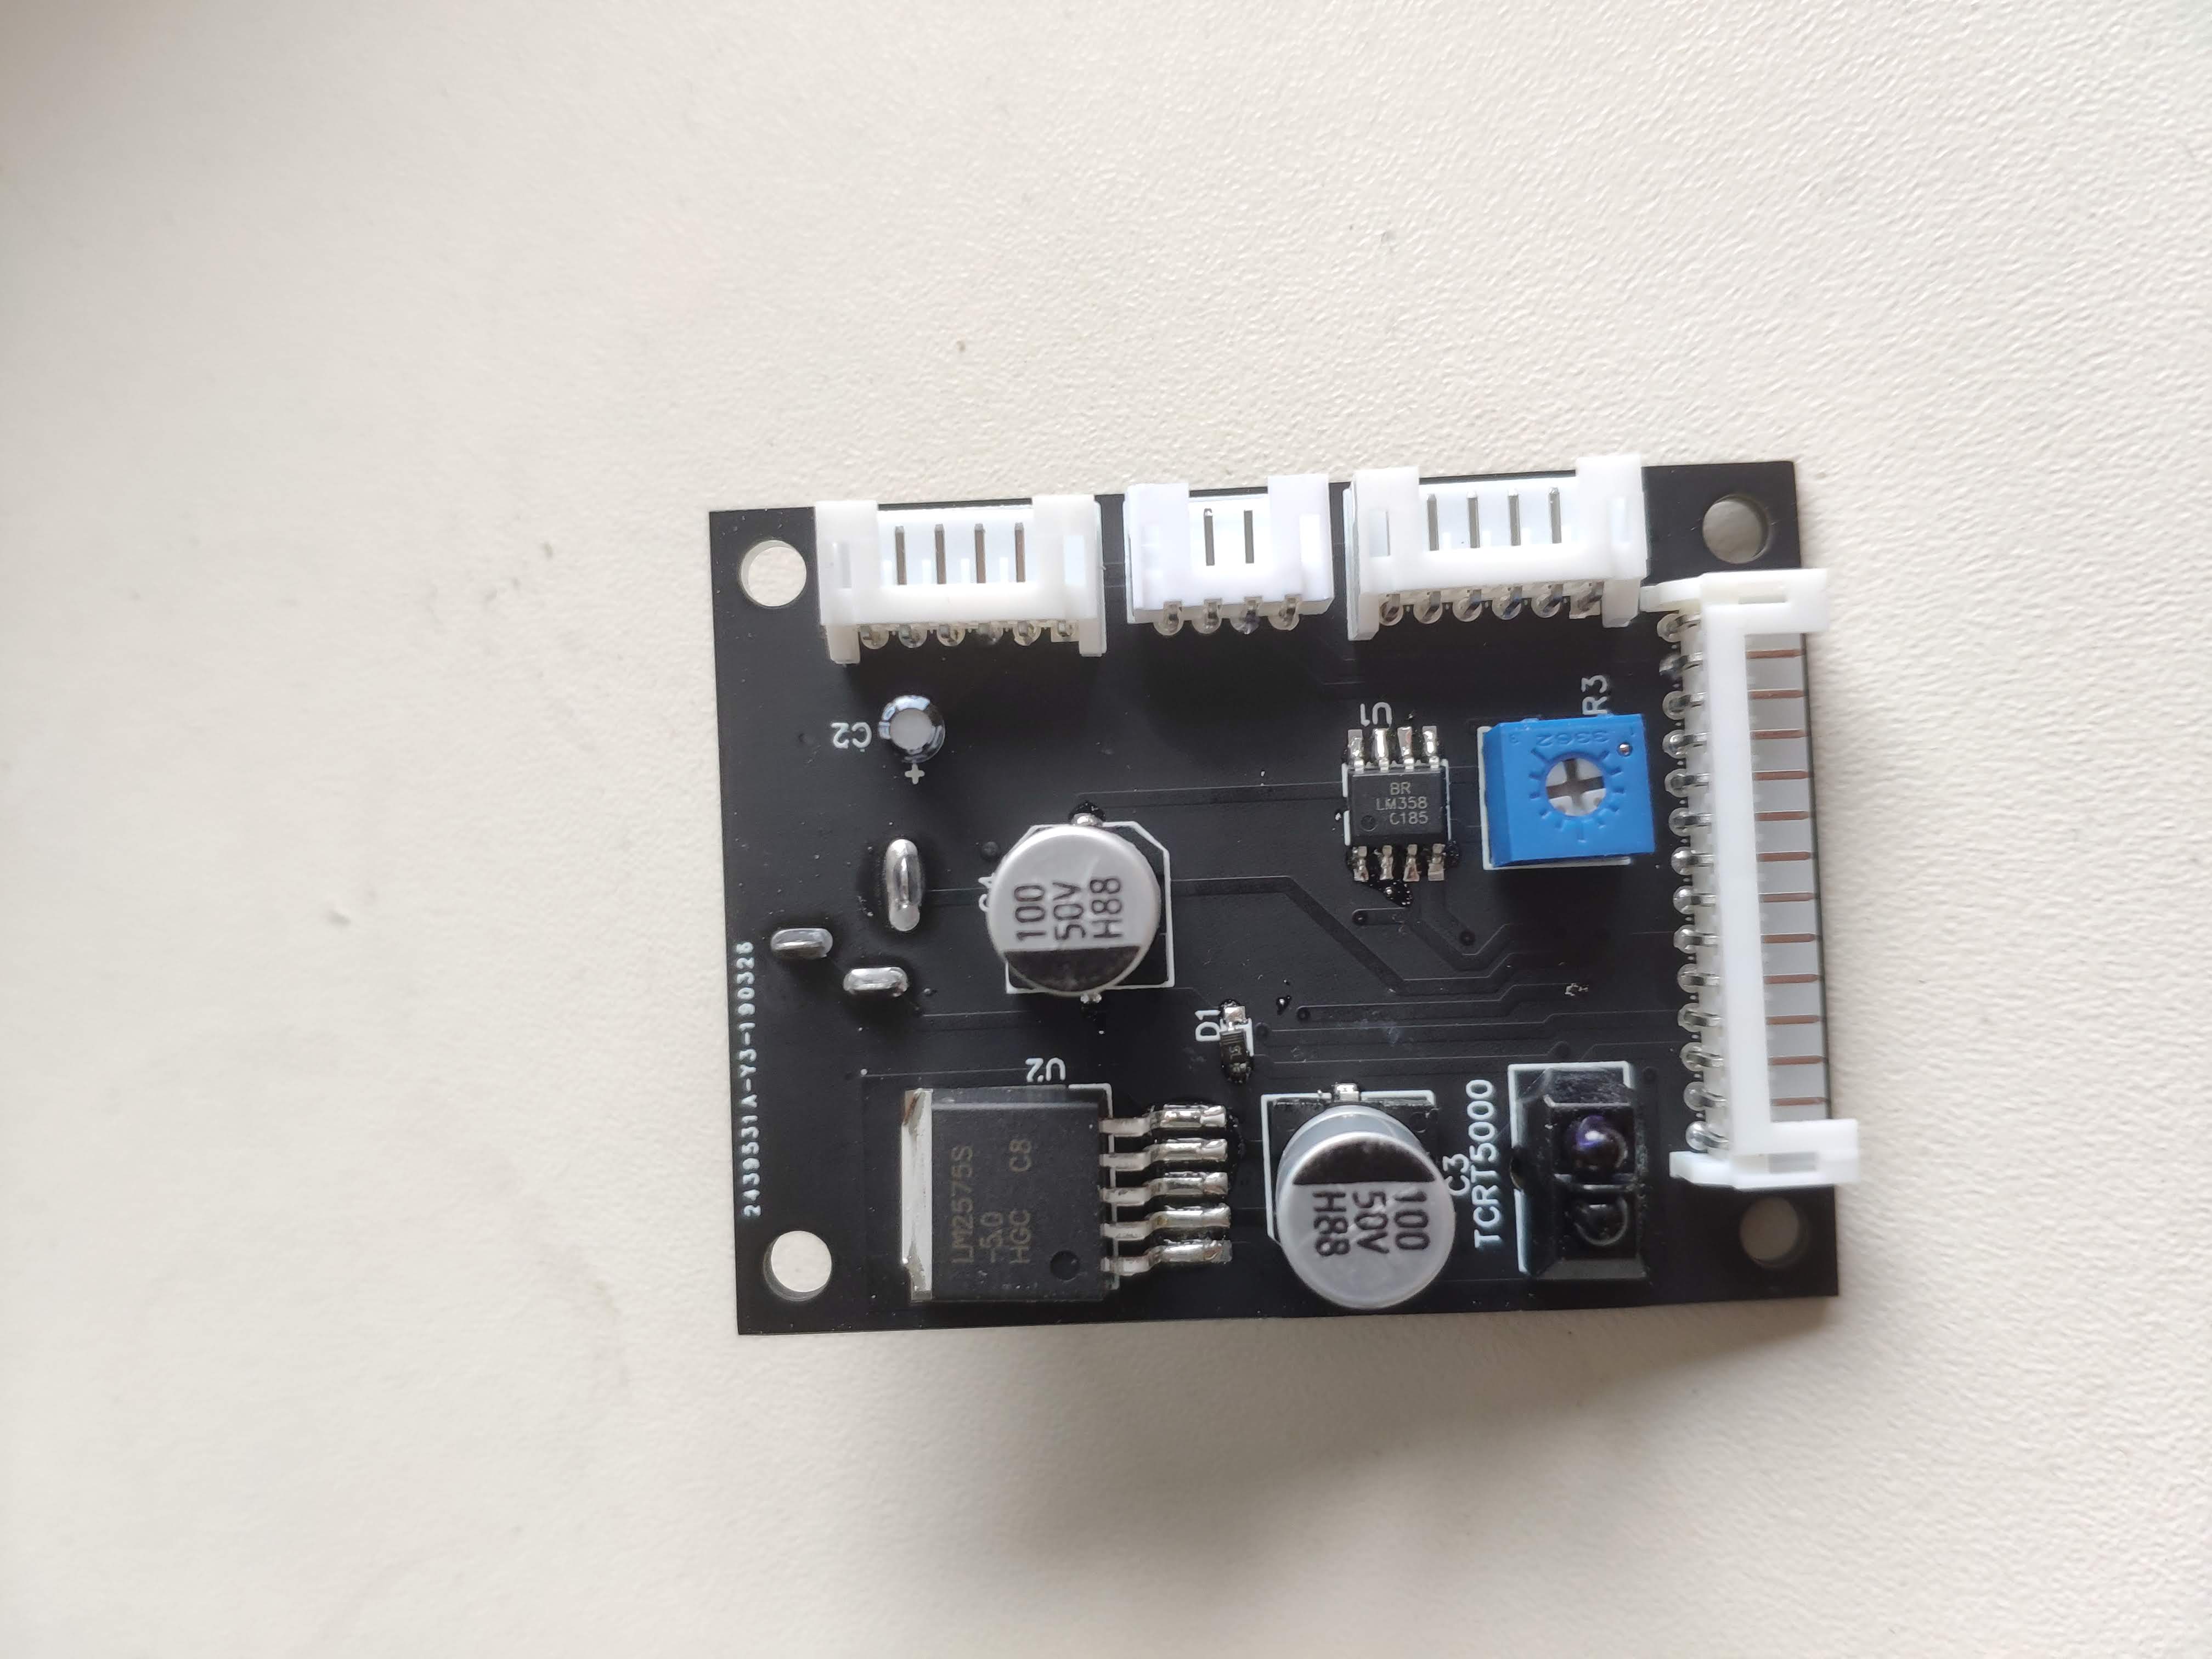 2439531A-Y3-190326
C2
+
LM2575S
-5.0
HGC C8
U2
C4
100
50V
H88
D1
100
50V
H88
C3
TCRT5000
BR
LM358
C185
U1
3362
R3